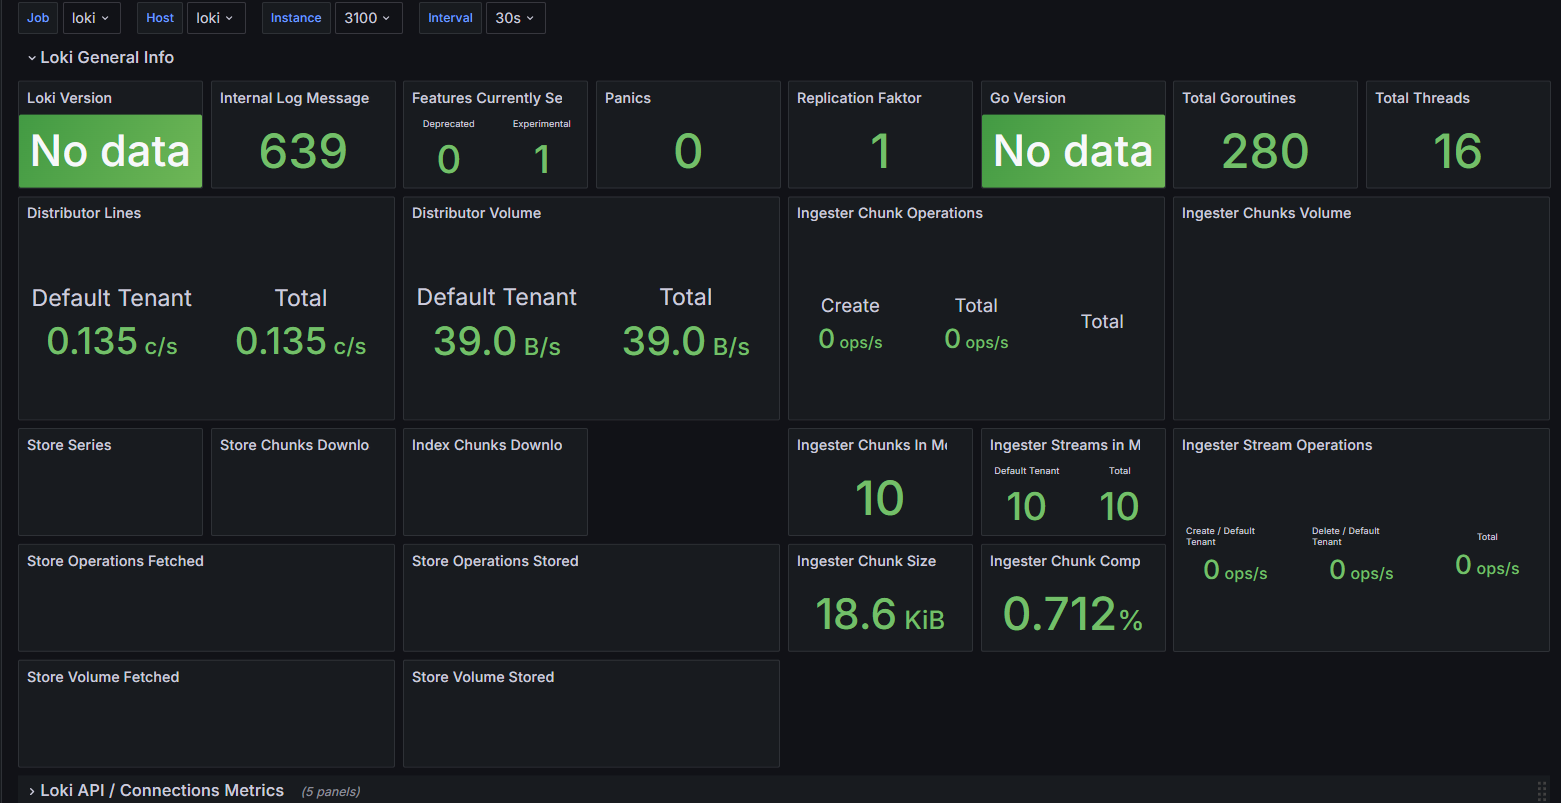 Job loki Host loki Instance 3100 Interval 30s
Loki General Info
Loki Version
No data
Internal Log Message
639
Features Currently Se
Deprecated Experimental
0 1
Panics
0
Replication Faktor
1
Go Version
No data
Total Goroutines
280
Total Threads
16
Distributor Lines
Default Tenant Total
0.135 c/s 0.135 c/s
Distributor Volume
Default Tenant Total
39.0 B/s 39.0 B/s
Ingester Chunk Operations
Create Total Total
0 ops/s 0 ops/s
Ingester Chunks Volume
Store Series
Store Chunks Downlo
Index Chunks Downlo
Ingester Chunks In Me
10
Ingester Streams in M
Default Tenant Total
10 10
Ingester Stream Operations
Create / Default
Tenant
0 ops/s
Delete / Default
Tenant
0 ops/s
Total
0 ops/s
Store Operations Fetched
Store Operations Stored
Ingester Chunk Size
18.6 KiB
Ingester Chunk Comp
0.712%
Store Volume Fetched
Store Volume Stored
Loki API / Connections Metrics (5 panels)